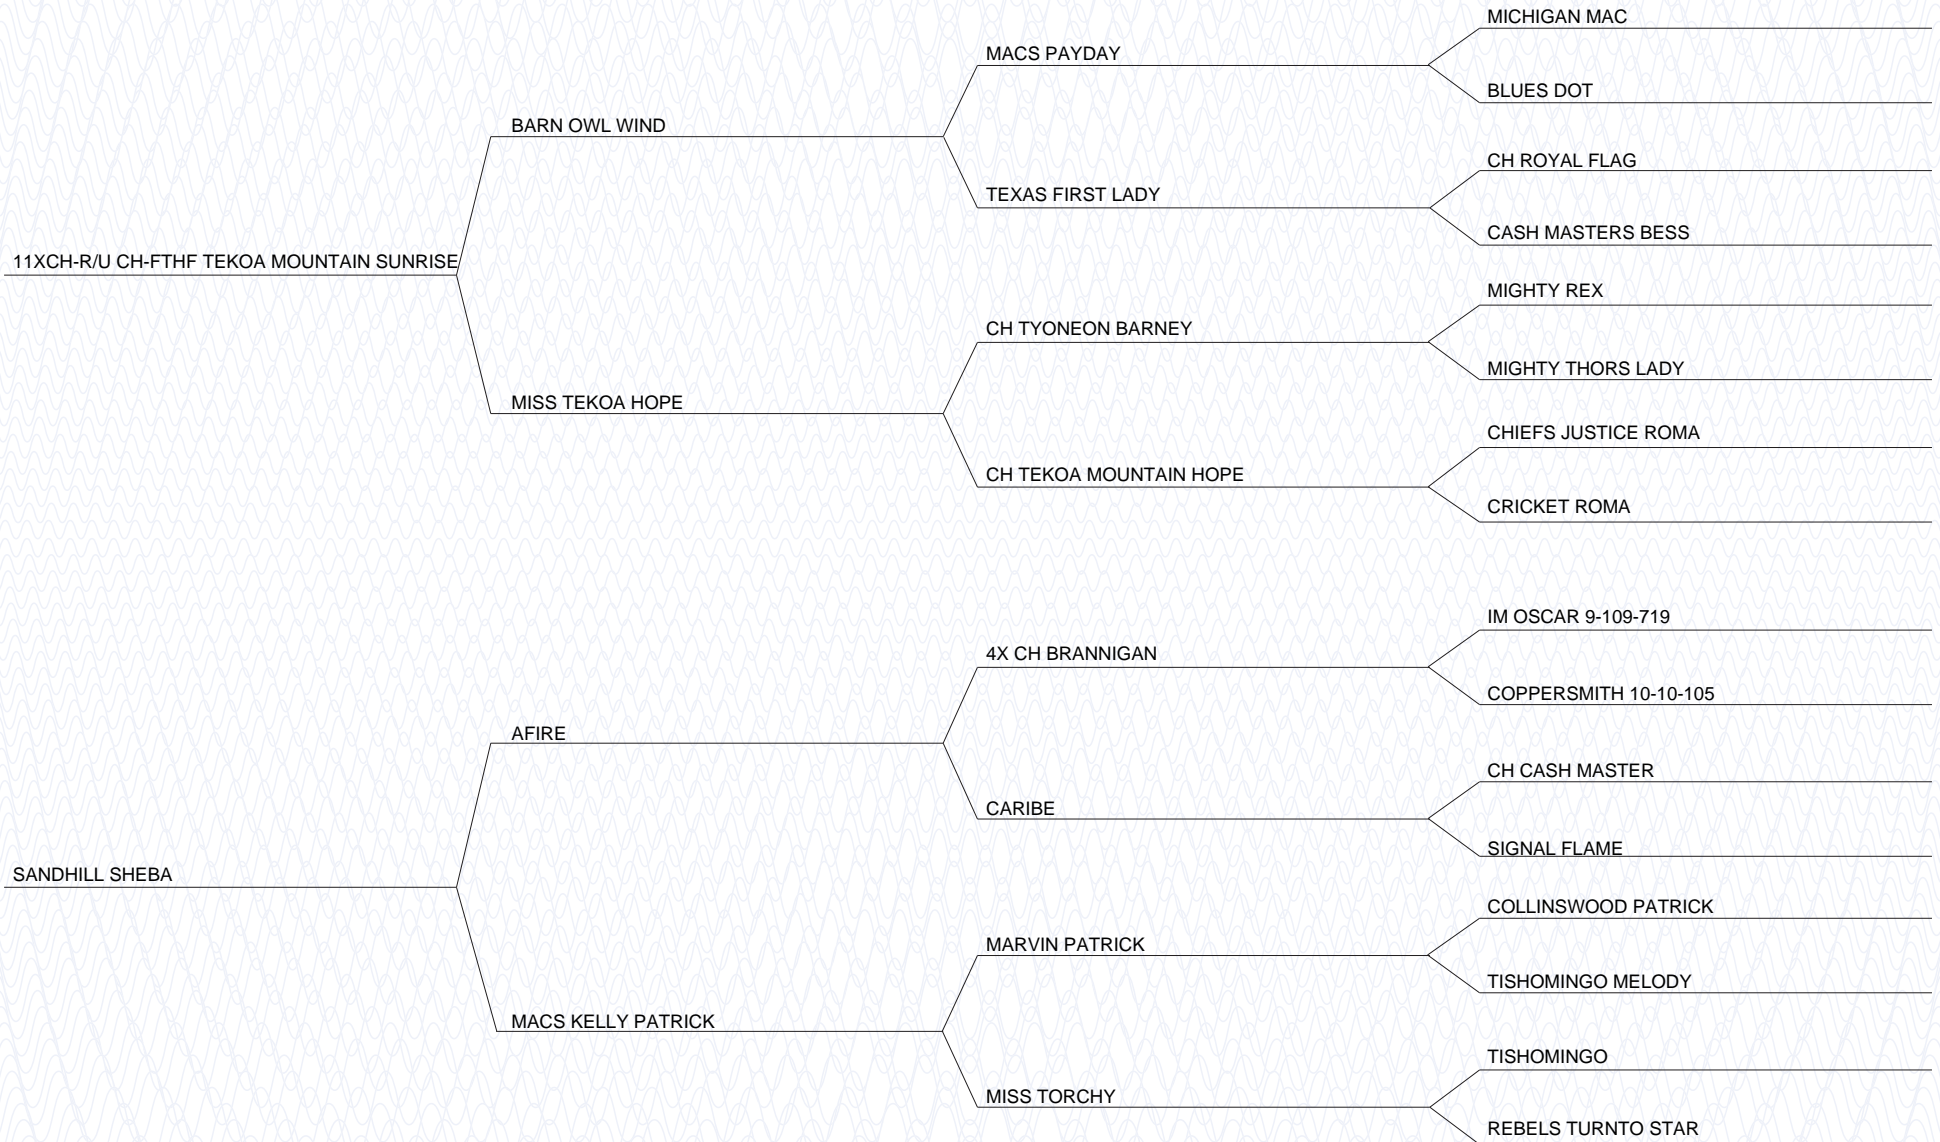 MICHIGAN MAC
MACS PAYDAY
BLUES DOT
BARN OWL WIND
CH ROYAL FLAG
TEXAS FIRST LADY
CASH MASTERS BESS
11XCH-R/U CH-FTHF TEKOA MOUNTAIN SUNRISE
MIGHTY REX
CH TYONEON BARNEY
MIGHTY THORS LADY
MISS TEKOA HOPE
CHIEFS JUSTICE ROMA
CH TEKOA MOUNTAIN HOPE
CRICKET ROMA
IM OSCAR 9-109-719
4X CH BRANNIGAN
COPPERSMITH 10-10-105
AFIRE
CH CASH MASTER
CARIBE
SIGNAL FLAME
SANDHILL SHEBA
COLLINSWOOD PATRICK
MARVIN PATRICK
TISHOMINGO MELODY
MACS KELLY PATRICK
TISHOMINGO
MISS TORCHY
REBELS TURNTO STAR